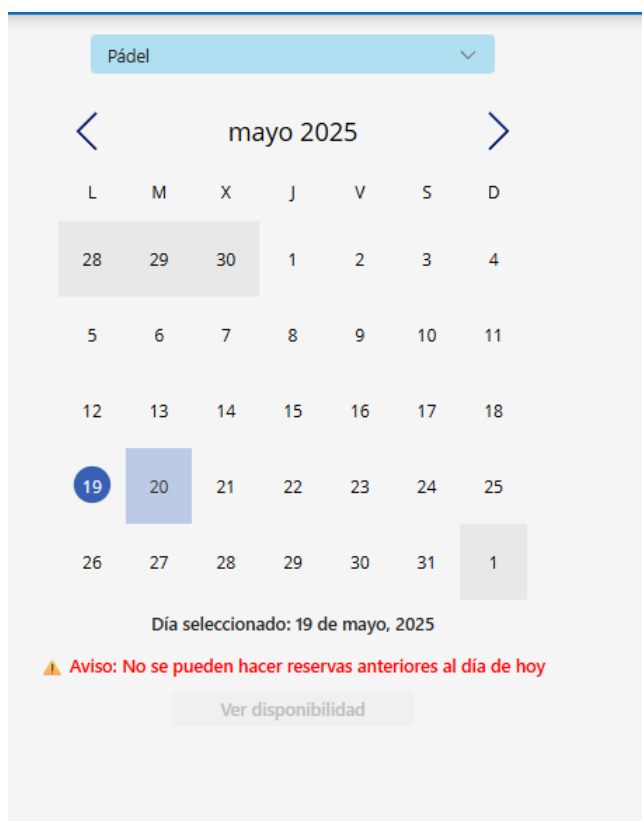 Pádel
mayo 2025
L M X J V S D
28 29 30 1 2 3 4
5 6 7 8 9 10 11
12 13 14 15 16 17 18
19 20 21 22 23 24 25
26 27 28 29 30 31 1
Día seleccionado: 19 de mayo, 2025
Aviso: No se pueden hacer reservas anteriores al día de hoy
Ver disponibilidad